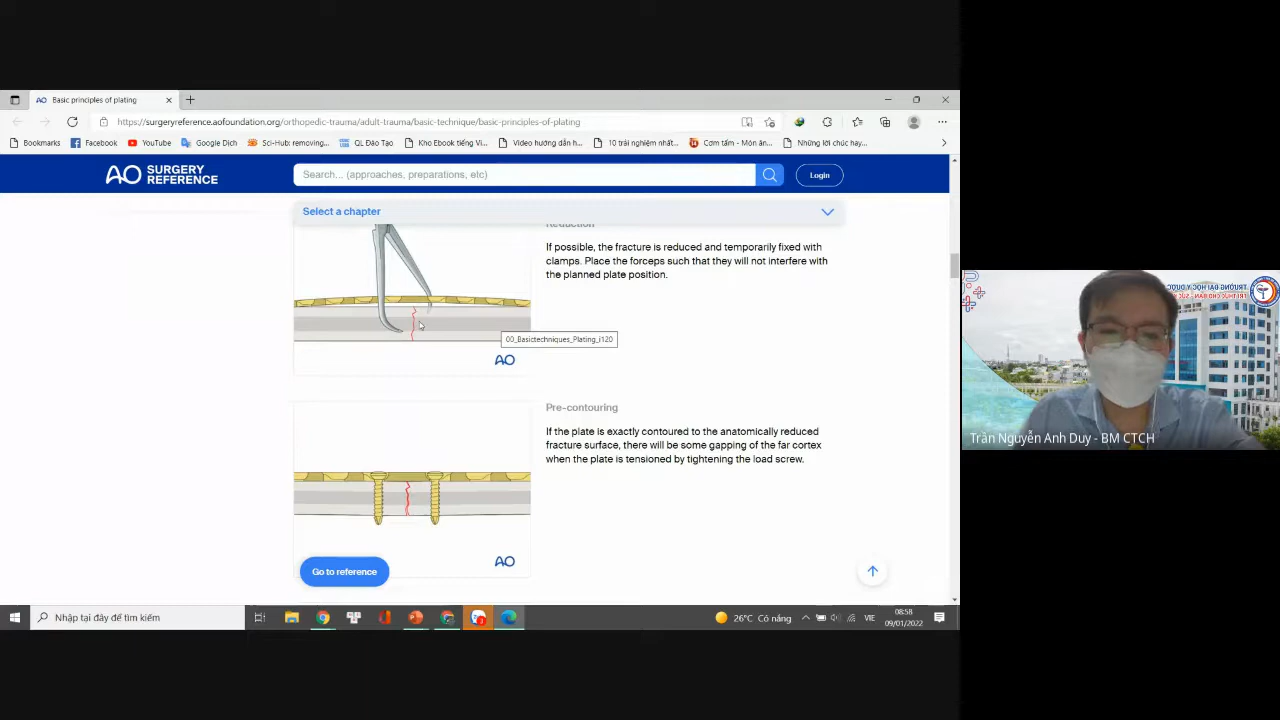 Basic principles of plating
https://surgeryreference.aofoundation.org/orthopedic-trauma/adult-trauma/basic-technique/basic-principles-of-plating
Bookmarks Facebook YouTube Google Dịch Sci-Hub: removing... QL Đào Tạo Kho Ebook tiếng Vi... Video hướng dẫn h... 10 trải nghiệm nhất... Cơm tấm - Món ăn... Những lời chúc hay...
AO SURGERY REFERENCE
Search... (approaches, preparations, etc)
Login
Select a chapter
Reduction
If possible, the fracture is reduced and temporarily fixed with
clamps. Place the forceps such that they will not interfere with
the planned plate position.
00_Basictechniques_Plating_i120
AO
Pre-contouring
If the plate is exactly contoured to the anatomically reduced
fracture surface, there will be some gapping of the far cortex
when the plate is tensioned by tightening the load screw.
AO
Go to reference
TRƯỜNG ĐẠI HỌC Y DƯỢC
Trần Nguyễn Anh Duy - BM CTCH
Nhập tại đây để tìm kiếm
26°C Có nắng
VIE
08:58
09/01/2022